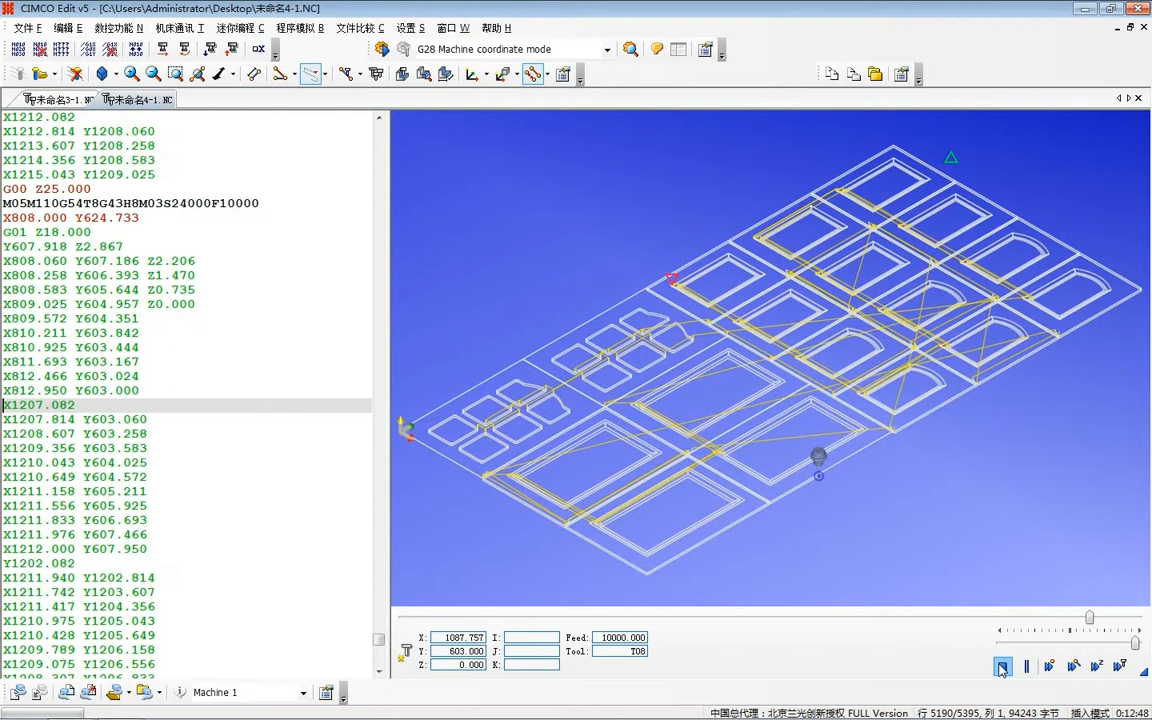 CIMCO Edit v5 - [C:\Users\Administrator\Desktop\未命名4-1.NC]
文件 F 编辑 E 数控功能 N 机床通讯 T 迷你编程 C 程序模拟 B 文件比较 C 设置 S 窗口 W 帮助 H
G28 Machine coordinate mode
未命名3-1.NC 未命名4-1.NC
X1212.082
X1212.814 Y1208.060
X1213.607 Y1208.258
X1214.356 Y1208.583
X1215.043 Y1209.025
G00 Z25.000
M05M110G54T8G43H8M03S24000F10000
X808.000 Y624.733
G01 Z18.000
Y607.918 Z2.867
X808.060 Y607.186 Z2.206
X808.258 Y606.393 Z1.470
X808.583 Y605.644 Z0.735
X809.025 Y604.957 Z0.000
X809.572 Y604.351
X810.211 Y603.842
X810.925 Y603.444
X811.693 Y603.167
X812.466 Y603.024
X812.950 Y603.000
X1207.082
X1207.814 Y603.060
X1208.607 Y603.258
X1209.356 Y603.583
X1210.043 Y604.025
X1210.649 Y604.572
X1211.158 Y605.211
X1211.556 Y605.925
X1211.833 Y606.693
X1211.976 Y607.466
X1212.000 Y607.950
Y1202.082
X1211.940 Y1202.814
X1211.742 Y1203.607
X1211.417 Y1204.356
X1210.975 Y1205.043
X1210.428 Y1205.649
X1209.789 Y1206.158
X1209.075 Y1206.556
X1208.307 Y1206.833
X: 1087.757 I: Feed: 10000.000
Y: 603.000 J: Tool: T08
Z: 0.000 K:
Machine 1
中国总代理：北京兰光创新授权 FULL Version 行 5190/5395, 列 1, 94243 字节 插入模式 0:12:48